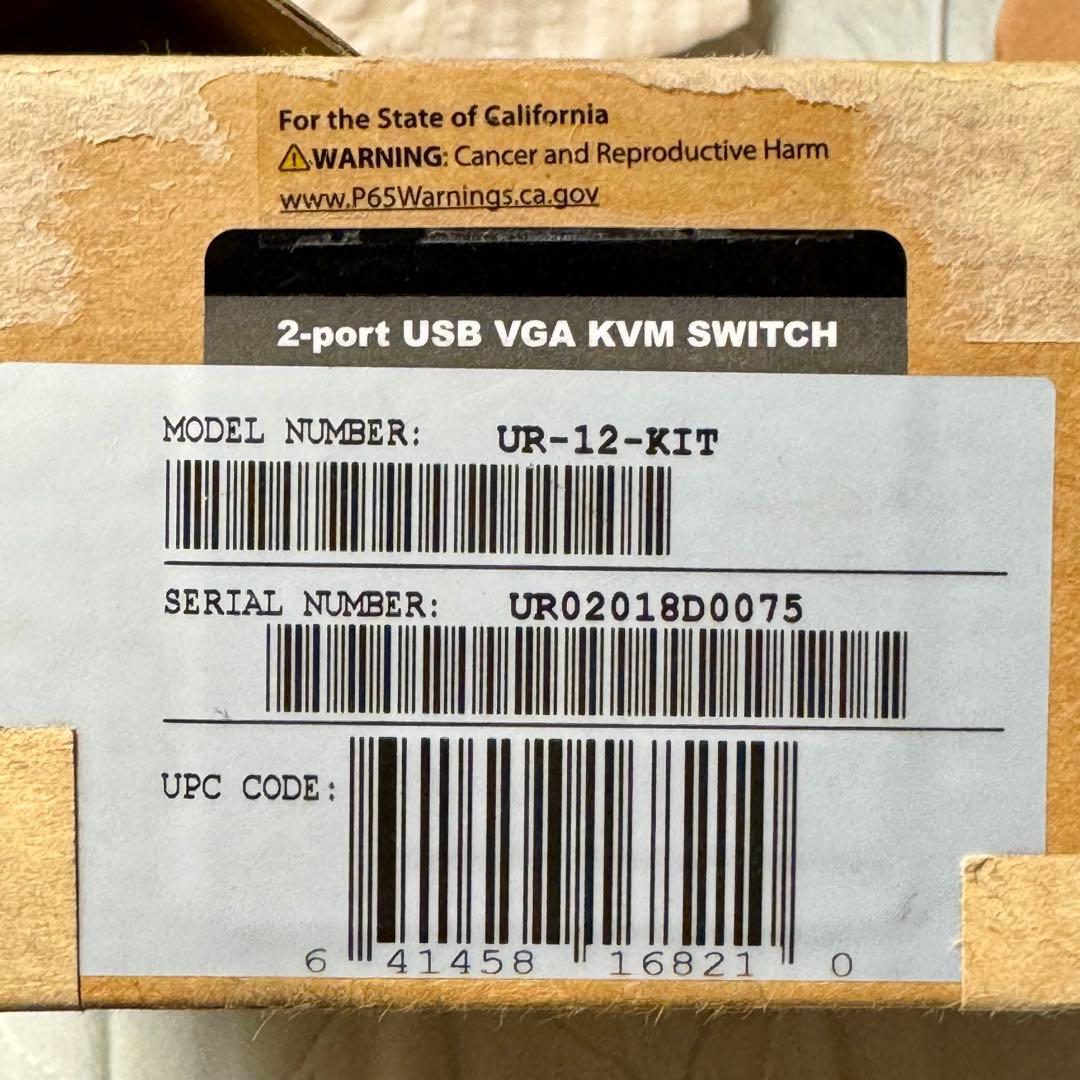 For the State of California
⚠WARNING: Cancer and Reproductive Harm
www.P65Warnings.ca.gov
2-port USB VGA KVM SWITCH
MODEL NUMBER: UR-12-KIT
SERIAL NUMBER: UR02018D0075
UPC CODE:
6 41458 16821 0